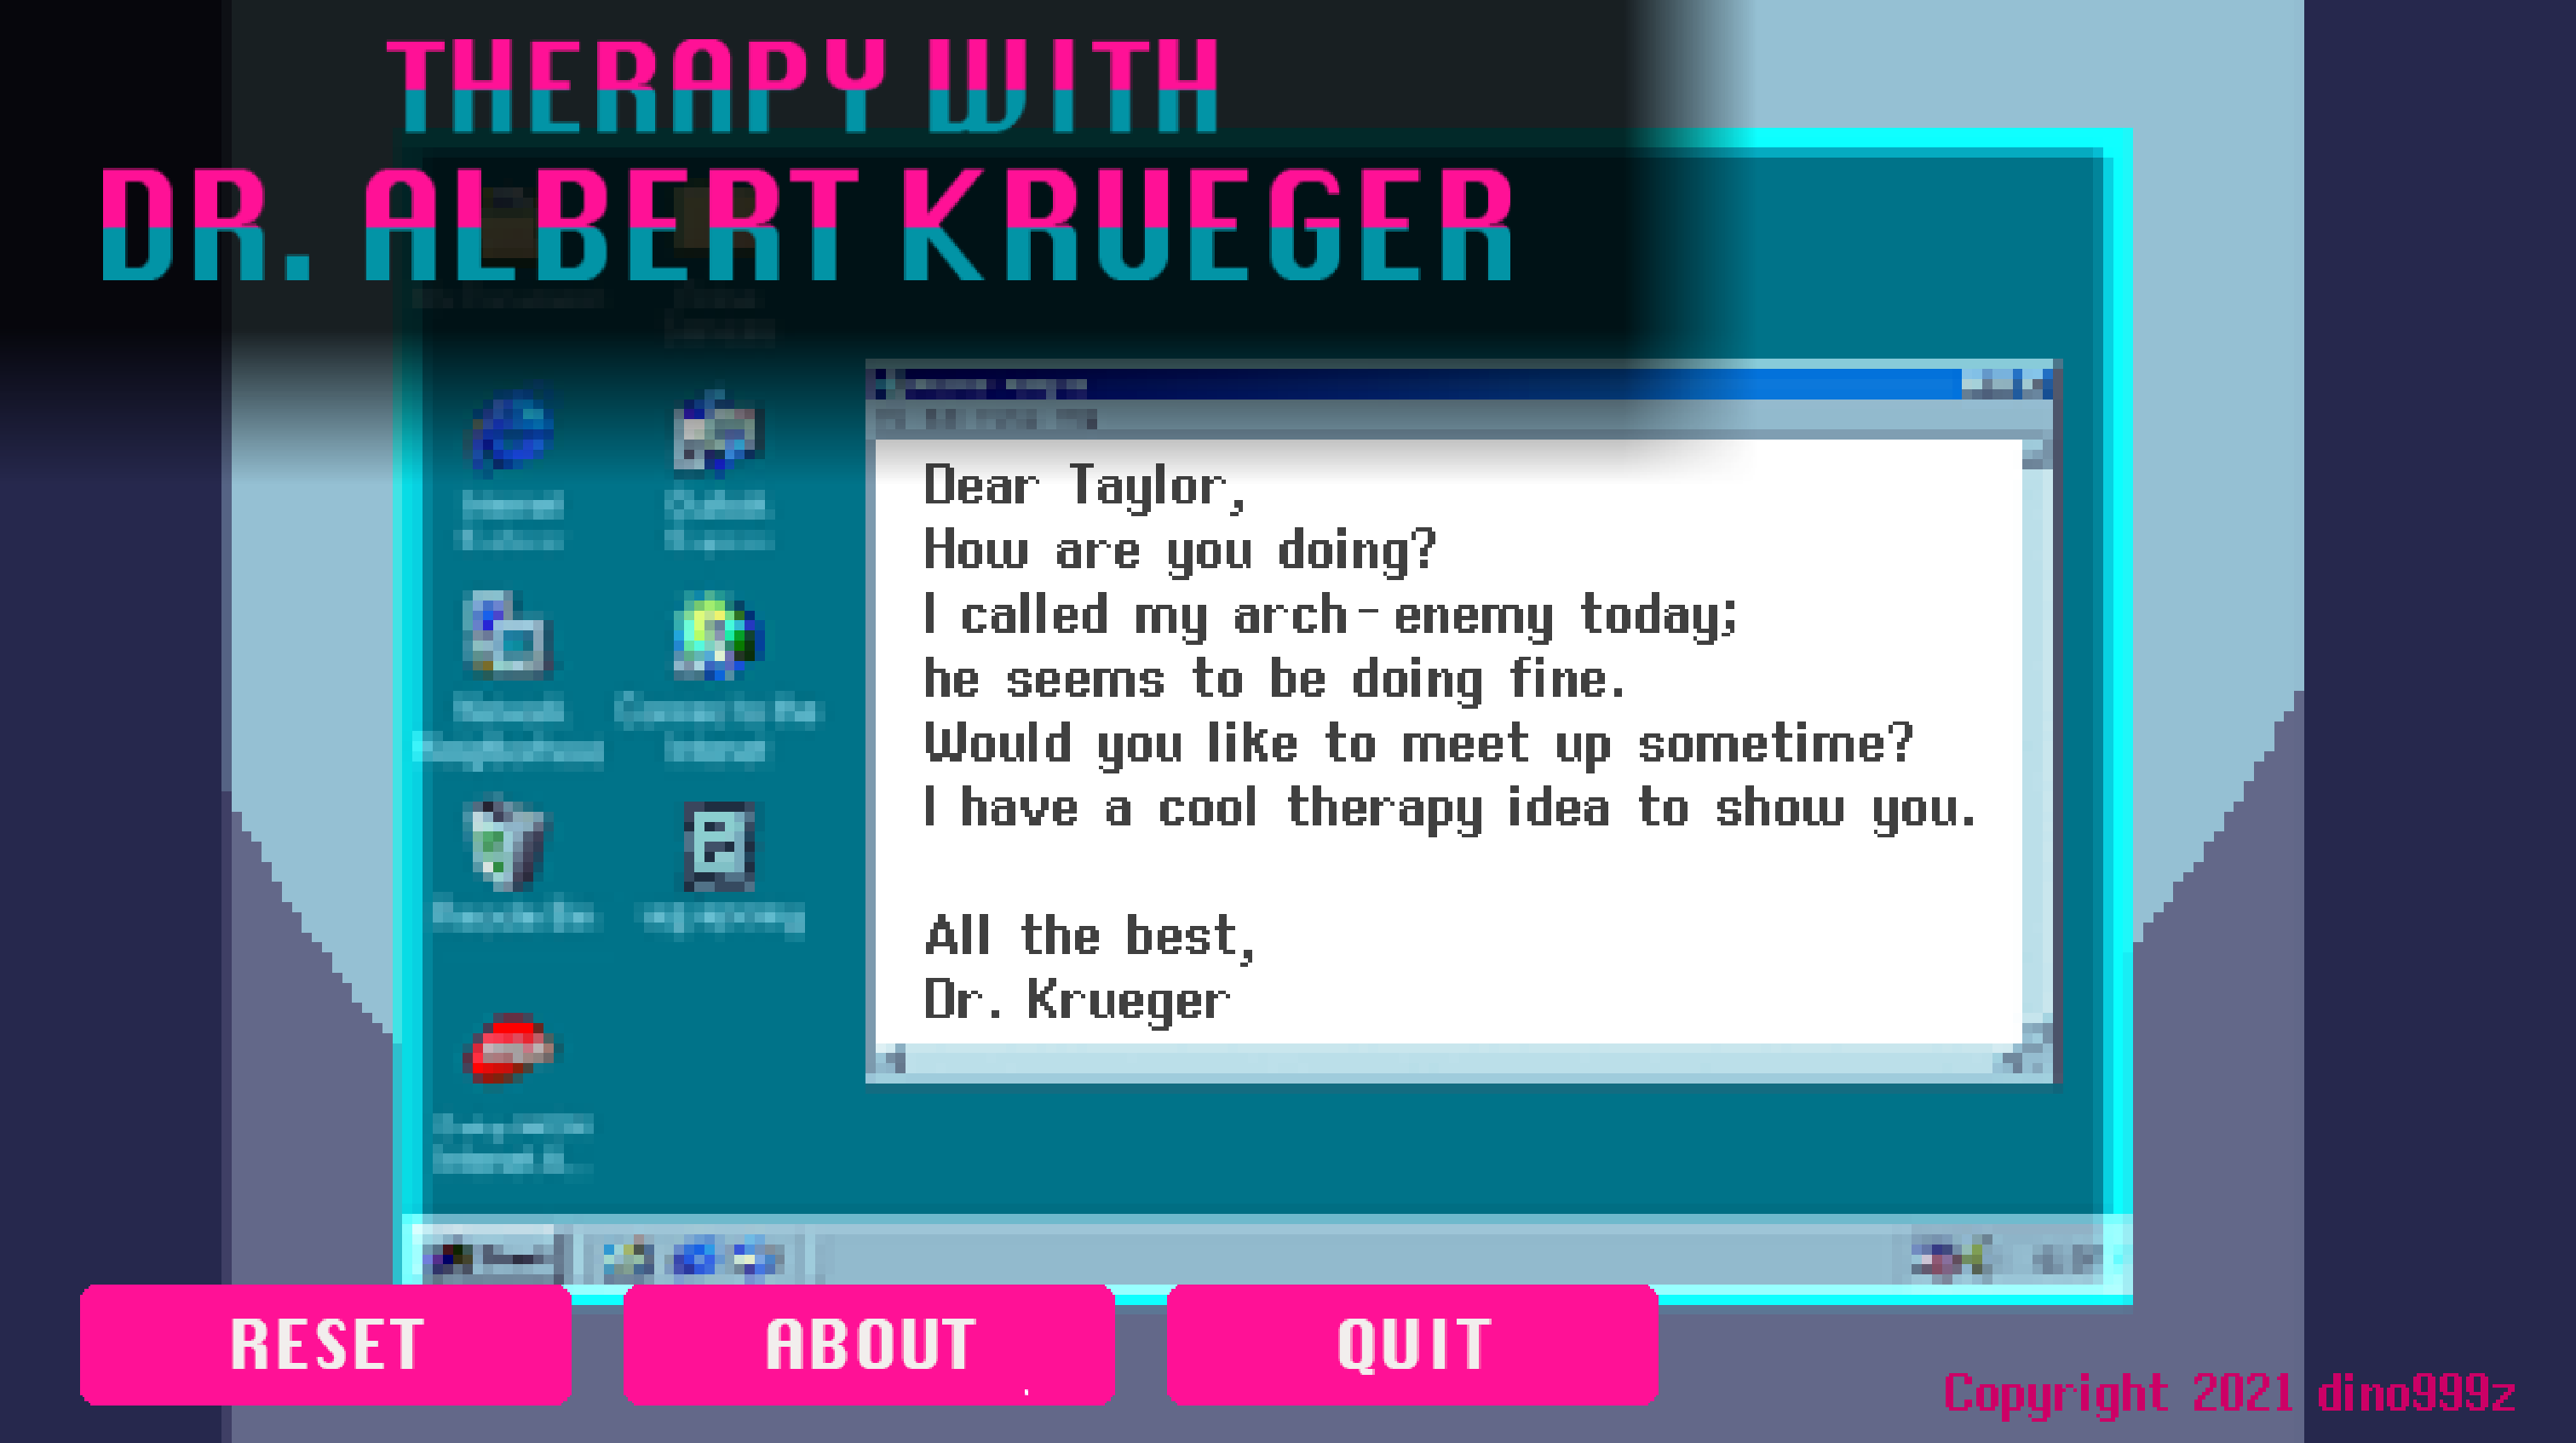 THERAPY WITH
DR. ALBERT KRUEGER
Dear Taylor,
How are you doing?
I called my arch-enemy today;
he seems to be doing fine.
Would you like to meet up sometime?
I have a cool therapy idea to show you.
All the best,
Dr. Krueger
RESET
ABOUT
QUIT
Copyright 2021 dino999z